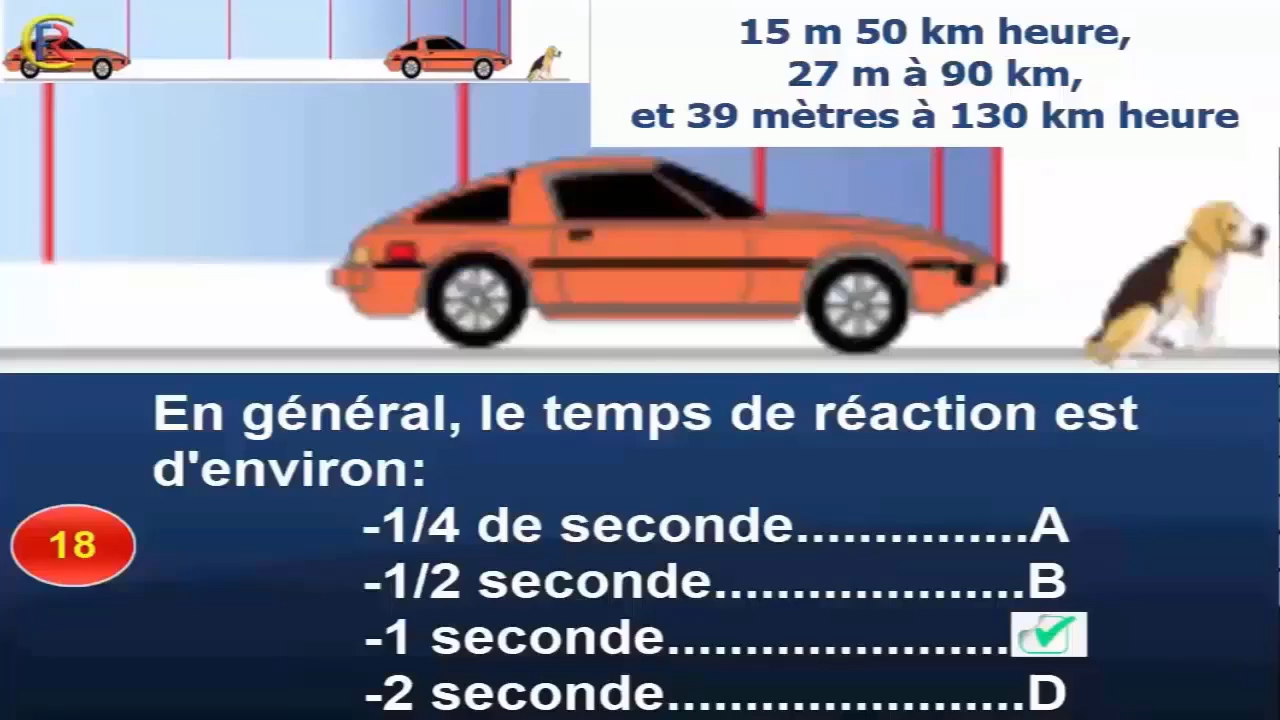 15 m 50 km heure,
27 m à 90 km,
et 39 mètres à 130 km heure
En général, le temps de réaction est
d'environ:
18
-1/4 de seconde...............A
-1/2 seconde....................B
-1 seconde......................
-2 seconde.......................D